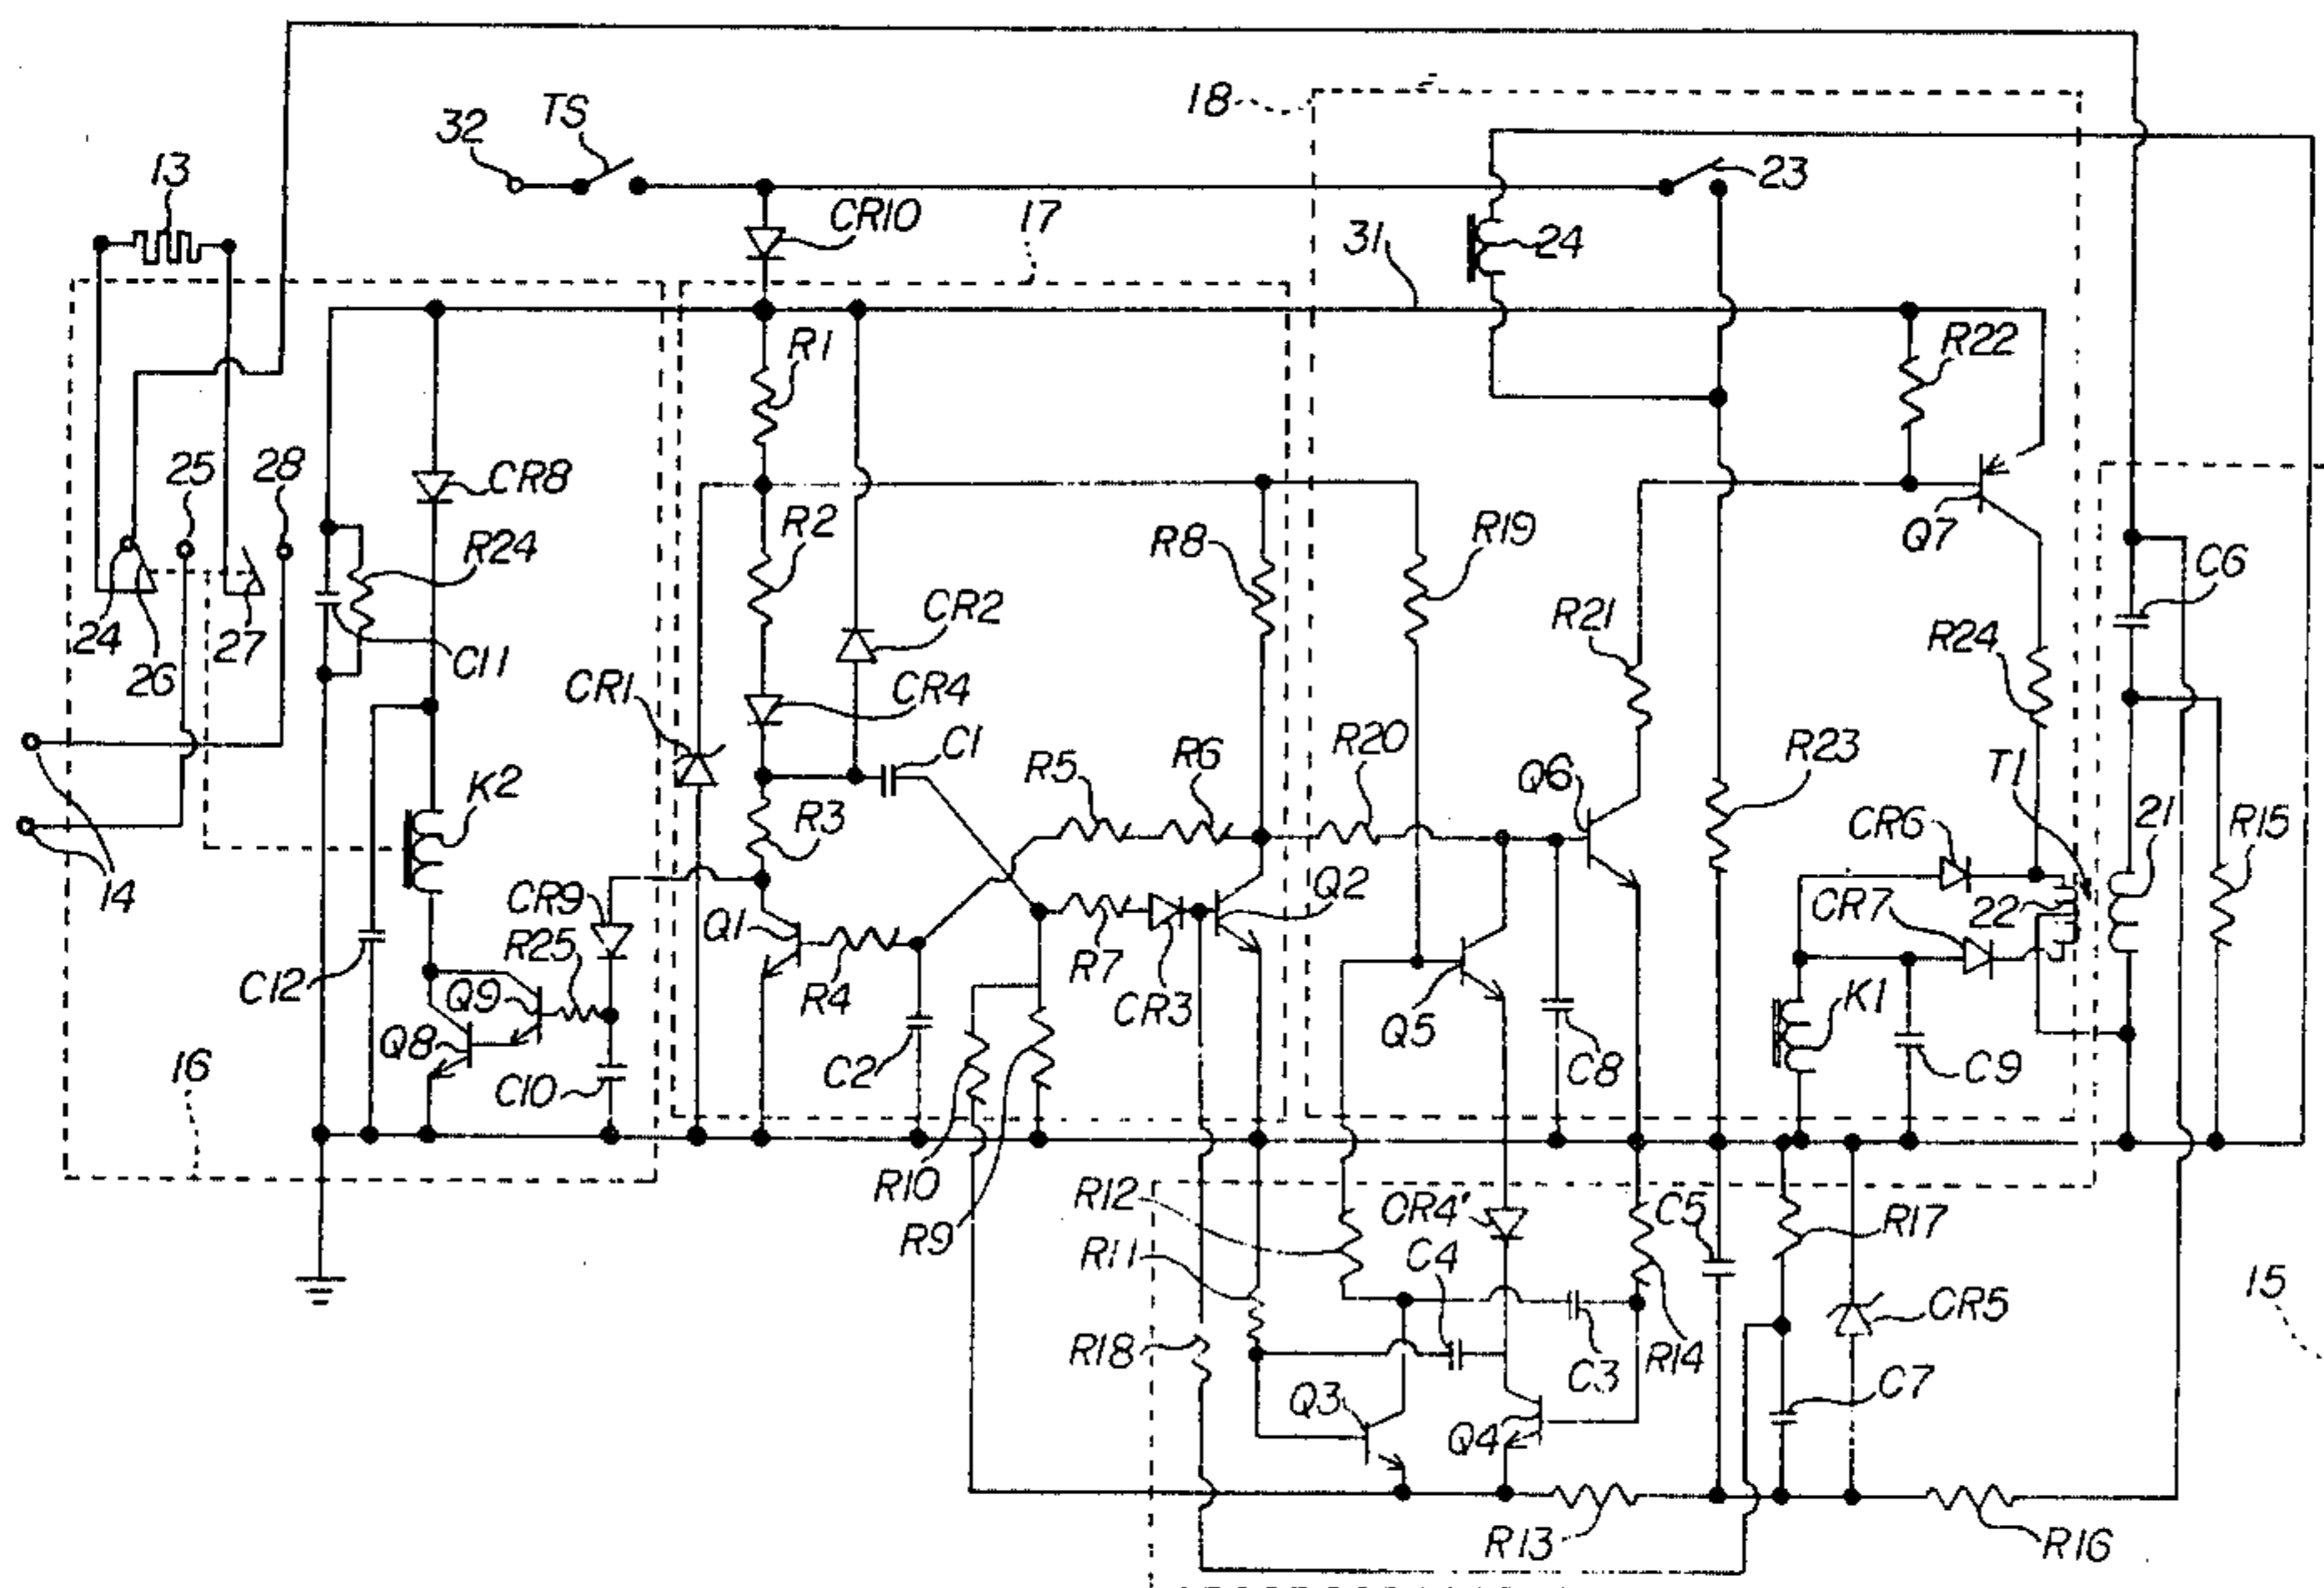 18
TS
32
13
CR10
17
23
24
31
R1
R22
25
28
CR8
R2
R24
R8
R19
Q7
C6
CR2
R21
24
26
27
C11
CR1
CR4
R24
C1
R5
R6
R20
Q6
R23
T1
K2
R3
CR6
21
R15
14
CR9
Q1
Q2
CR7
22
R25
R4
R7
CR3
Q5
K1
C12
Q9
Q8
C2
C8
C9
16
C10
R10
R12
CR4'
C5
R17
R9
R11
C4
15
CR5
R18
C3
R14
Q3
Q4
C7
R13
R16